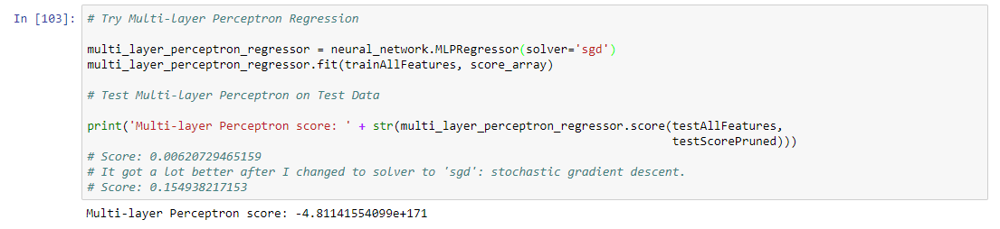 In [103]: # Try Multi-layer Perceptron Regression
multi_layer_perceptron_regressor = neural_network.MLPRegressor(solver='sgd')
multi_layer_perceptron_regressor.fit(trainAllFeatures, score_array)
# Test Multi-layer Perceptron on Test Data
print('Multi-layer Perceptron score: ' + str(multi_layer_perceptron_regressor.score(testAllFeatures,
testScorePruned)))
# Score: 0.00620729465159
# It got a lot better after I changed to solver to 'sgd': stochastic gradient descent.
# Score: 0.154938217153
Multi-layer Perceptron score: -4.81141554099e+171